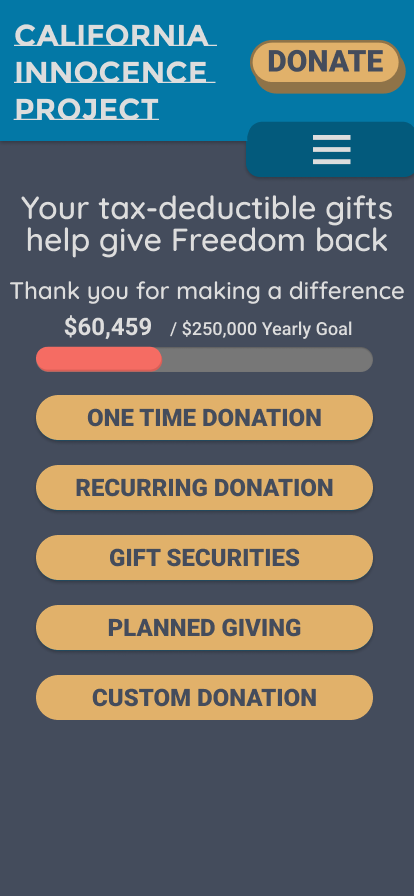 CALIFORNIA
INNOCENCE
PROJECT
DONATE
Your tax-deductible gifts
help give Freedom back
Thank you for making a difference
$60,459 / $250,000 Yearly Goal
ONE TIME DONATION
RECURRING DONATION
GIFT SECURITIES
PLANNED GIVING
CUSTOM DONATION